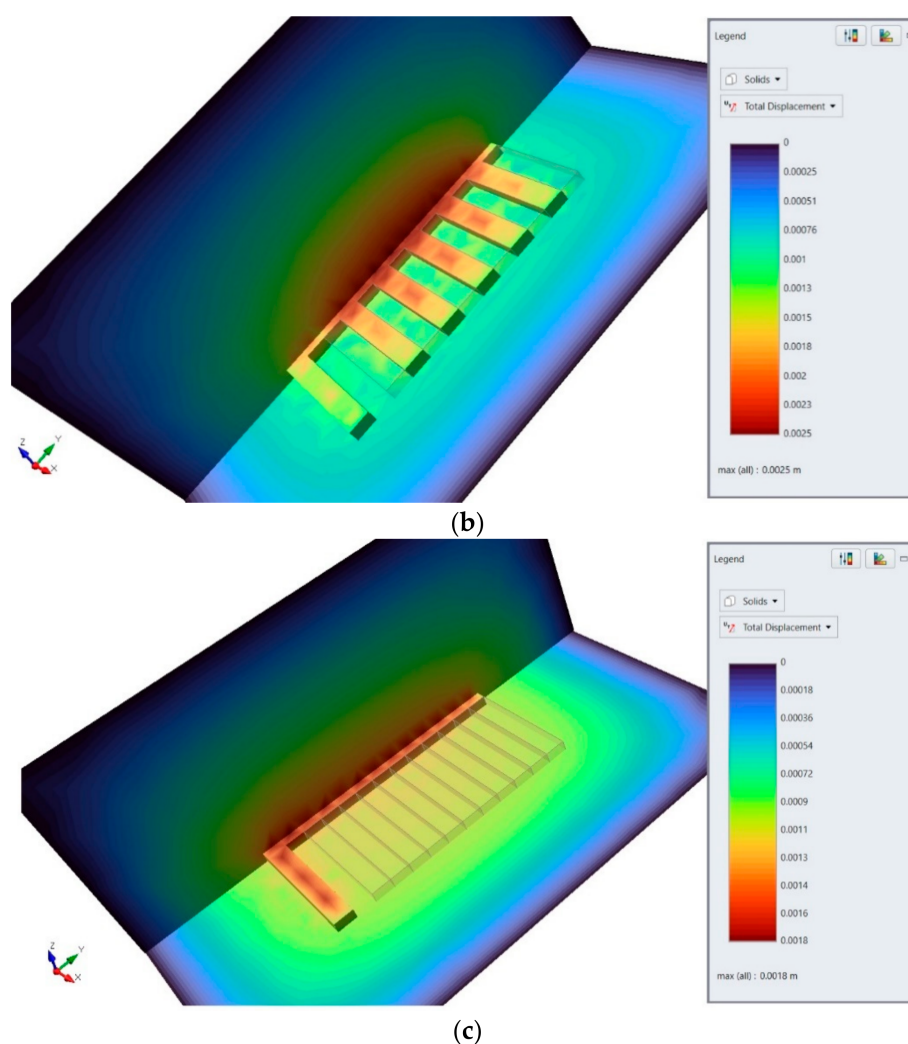 Legend
Solids
Total Displacement
0
0.00025
0.00051
0.00076
0.001
0.0013
0.0015
0.0018
0.002
0.0023
0.0025
max (all) : 0.0025 m
Z
Y
X
(b)
Legend
Solids
Total Displacement
0
0.00018
0.00036
0.00054
0.00072
0.0009
0.0011
0.0013
0.0014
0.0016
0.0018
max (all) : 0.0018 m
Z
Y
X
(c)